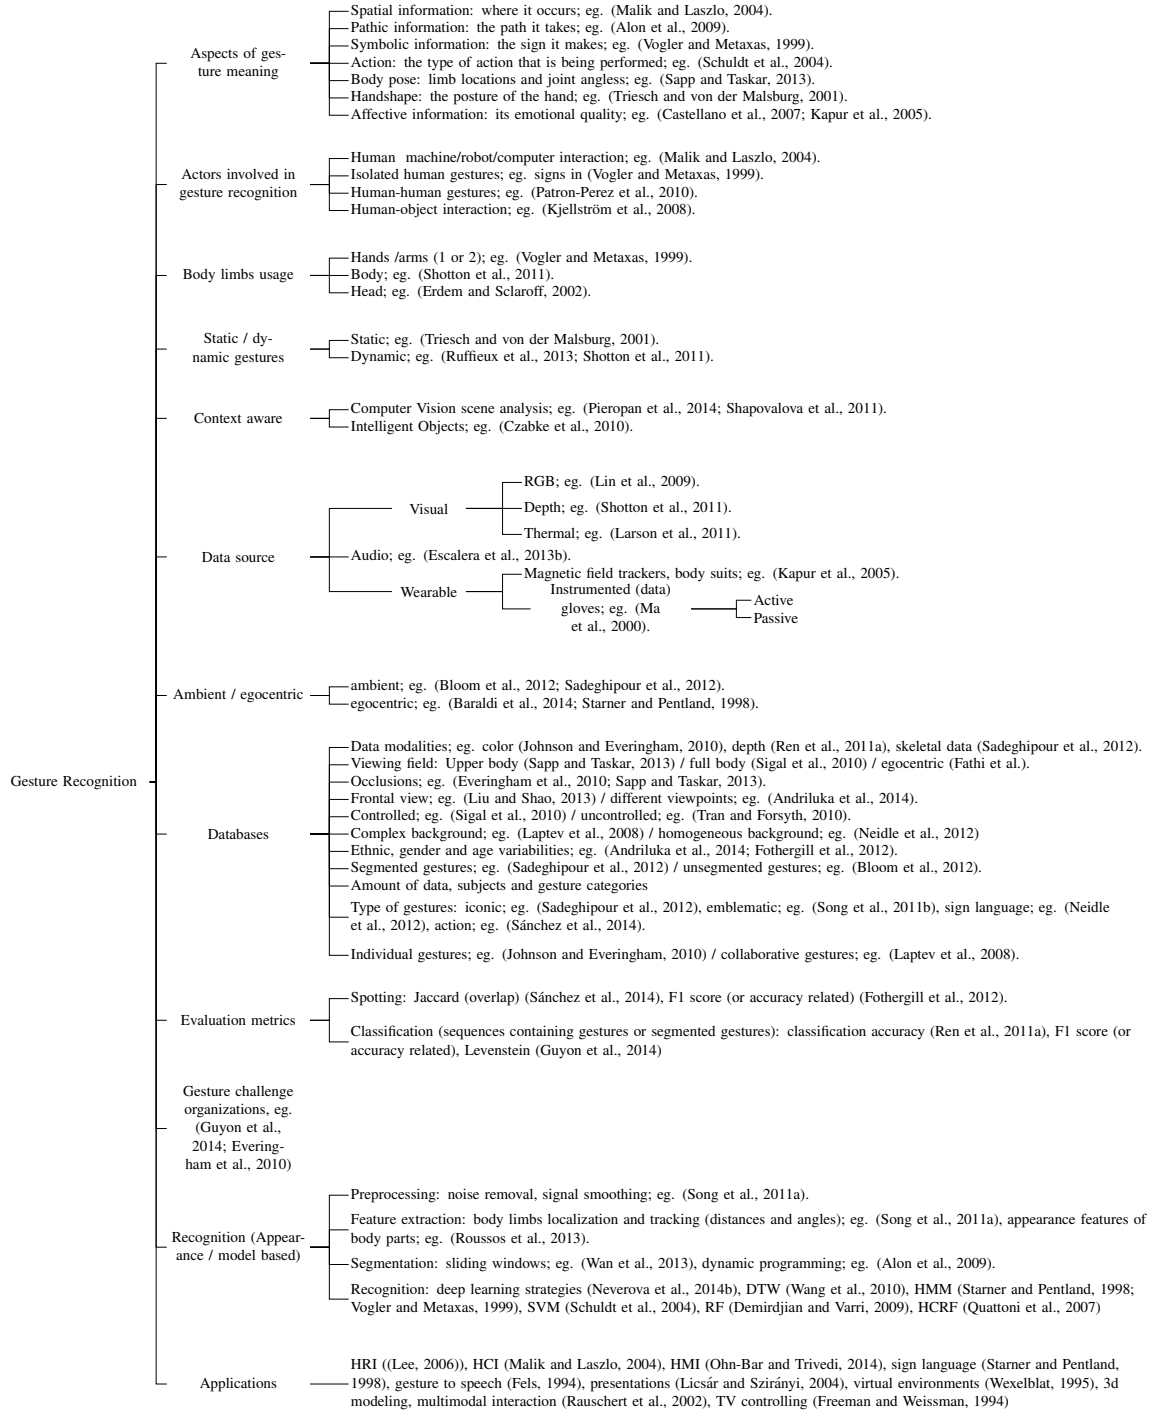 Spatial information: where it occurs; eg. (Malik and Laszlo, 2004).
Pathic information: the path it takes; eg. (Alon et al., 2009).
Symbolic information: the sign it makes; eg. (Vogler and Metaxas, 1999).
Aspects of ges-
ture meaning
Action: the type of action that is being performed; eg. (Schuldt et al., 2004).
Body pose: limb locations and joint angless; eg. (Sapp and Taskar, 2013).
Handshape: the posture of the hand; eg. (Triesch and von der Malsburg, 2001).
Affective information: its emotional quality; eg. (Castellano et al., 2007; Kapur et al., 2005).
Actors involved in
gesture recognition
Human machine/robot/computer interaction; eg. (Malik and Laszlo, 2004).
Isolated human gestures; eg. signs in (Vogler and Metaxas, 1999).
Human-human gestures; eg. (Patron-Perez et al., 2010).
Human-object interaction; eg. (Kjellström et al., 2008).
Body limbs usage
Hands /arms (1 or 2); eg. (Vogler and Metaxas, 1999).
Body; eg. (Shotton et al., 2011).
Head; eg. (Erdem and Sclaroff, 2002).
Static / dy-
namic gestures
Static; eg. (Triesch and von der Malsburg, 2001).
Dynamic; eg. (Ruffieux et al., 2013; Shotton et al., 2011).
Context aware
Computer Vision scene analysis; eg. (Pieropan et al., 2014; Shapovalova et al., 2011).
Intelligent Objects; eg. (Czabke et al., 2010).
Data source
Visual
RGB; eg. (Lin et al., 2009).
Depth; eg. (Shotton et al., 2011).
Thermal; eg. (Larson et al., 2011).
Audio; eg. (Escalera et al., 2013b).
Wearable
Magnetic field trackers, body suits; eg. (Kapur et al., 2005).
Instrumented (data)
gloves; eg. (Ma
et al., 2000).
Active
Passive
Ambient / egocentric
ambient; eg. (Bloom et al., 2012; Sadeghipour et al., 2012).
egocentric; eg. (Baraldi et al., 2014; Starner and Pentland, 1998).
Gesture Recognition
Databases
Data modalities; eg. color (Johnson and Everingham, 2010), depth (Ren et al., 2011a), skeletal data (Sadeghipour et al., 2012).
Viewing field: Upper body (Sapp and Taskar, 2013) / full body (Sigal et al., 2010) / egocentric (Fathi et al.).
Occlusions; eg. (Everingham et al., 2010; Sapp and Taskar, 2013).
Frontal view; eg. (Liu and Shao, 2013) / different viewpoints; eg. (Andriluka et al., 2014).
Controlled; eg. (Sigal et al., 2010) / uncontrolled; eg. (Tran and Forsyth, 2010).
Complex background; eg. (Laptev et al., 2008) / homogeneous background; eg. (Neidle et al., 2012)
Ethnic, gender and age variabilities; eg. (Andriluka et al., 2014; Fothergill et al., 2012).
Segmented gestures; eg. (Sadeghipour et al., 2012) / unsegmented gestures; eg. (Bloom et al., 2012).
Amount of data, subjects and gesture categories
Type of gestures: iconic; eg. (Sadeghipour et al., 2012), emblematic; eg. (Song et al., 2011b), sign language; eg. (Neidle
et al., 2012), action; eg. (Sánchez et al., 2014).
Individual gestures; eg. (Johnson and Everingham, 2010) / collaborative gestures; eg. (Laptev et al., 2008).
Evaluation metrics
Spotting: Jaccard (overlap) (Sánchez et al., 2014), F1 score (or accuracy related) (Fothergill et al., 2012).
Classification (sequences containing gestures or segmented gestures): classification accuracy (Ren et al., 2011a), F1 score (or
accuracy related), Levenstein (Guyon et al., 2014)
Gesture challenge
organizations, eg.
(Guyon et al.,
2014; Evering-
ham et al., 2010)
Recognition (Appear-
ance / model based)
Preprocessing: noise removal, signal smoothing; eg. (Song et al., 2011a).
Feature extraction: body limbs localization and tracking (distances and angles); eg. (Song et al., 2011a), appearance features of
body parts; eg. (Roussos et al., 2013).
Segmentation: sliding windows; eg. (Wan et al., 2013), dynamic programming; eg. (Alon et al., 2009).
Recognition: deep learning strategies (Neverova et al., 2014b), DTW (Wang et al., 2010), HMM (Starner and Pentland, 1998;
Vogler and Metaxas, 1999), SVM (Schuldt et al., 2004), RF (Demirdjian and Varri, 2009), HCRF (Quattoni et al., 2007)
Applications
HRI ((Lee, 2006)), HCI (Malik and Laszlo, 2004), HMI (Ohn-Bar and Trivedi, 2014), sign language (Starner and Pentland,
1998), gesture to speech (Fels, 1994), presentations (Licsár and Szirányi, 2004), virtual environments (Wexelblat, 1995), 3d
modeling, multimodal interaction (Rauschert et al., 2002), TV controlling (Freeman and Weissman, 1994)